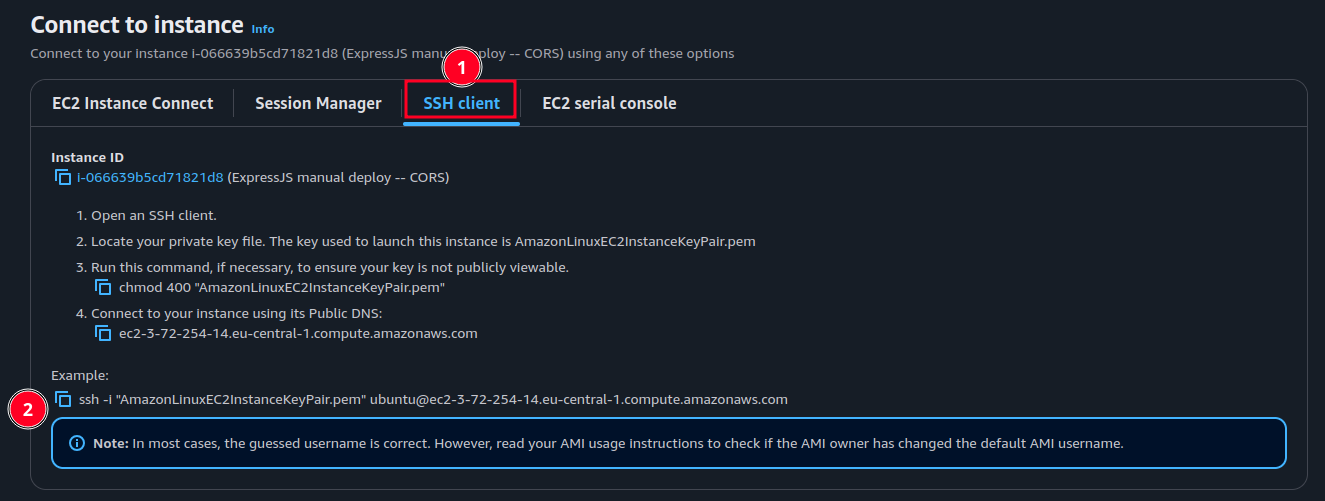 Connect to instance Info
Connect to your instance i-066639b5cd71821d8 (ExpressJS manual deploy -- CORS) using any of these options
1
EC2 Instance Connect Session Manager SSH client EC2 serial console
Instance ID
i-066639b5cd71821d8 (ExpressJS manual deploy -- CORS)
1. Open an SSH client.
2. Locate your private key file. The key used to launch this instance is AmazonLinuxEC2InstanceKeyPair.pem
3. Run this command, if necessary, to ensure your key is not publicly viewable.
chmod 400 "AmazonLinuxEC2InstanceKeyPair.pem"
4. Connect to your instance using its Public DNS:
ec2-3-72-254-14.eu-central-1.compute.amazonaws.com
Example:
2 ssh -i "AmazonLinuxEC2InstanceKeyPair.pem" ubuntu@ec2-3-72-254-14.eu-central-1.compute.amazonaws.com
Note: In most cases, the guessed username is correct. However, read your AMI usage instructions to check if the AMI owner has changed the default AMI username.